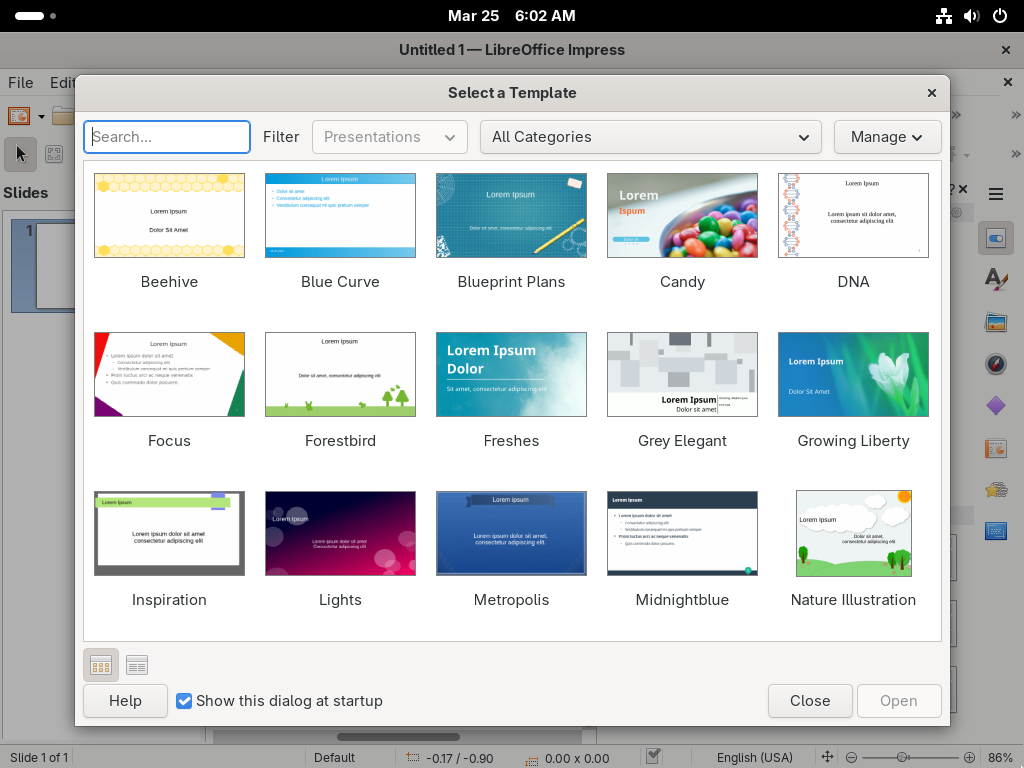 Mar 25 6:02 AM
Untitled 1 — LibreOffice Impress
File Edit
Select a Template
Search...
Filter
Presentations
All Categories
Manage
Slides
1
Lorem Ipsum
Dolor Sit Amet
Beehive
Lorem Ipsum
Dolor sit amet
Consectetur adipiscing elit
Vestibulum consequat mi quis pretium semper
Blue Curve
Lorem Ipsum
Dolor sit amet, consectetur adipiscing elit
Blueprint Plans
Lorem
Ispum
Candy
Lorem Ipsum
Lorem ipsum sit dolor amet,
consectetur adipiscing elit
DNA
Lorem Ipsum
Lorem ipsum dolor sit amet
Consectetur adipiscing elit
Vestibulum consequat mi quis pretium semper
Proin luctus orci ac neque venenatis
Quis commodo dolor posuere.
Focus
Lorem Ipsum
Dolor sit amet, consectetur adipiscing elit
Forestbird
Lorem Ipsum
Dolor
Sit amet, consectetur adipiscing elit
Freshes
Lorem Ipsum
Dolor sit amet
Grey Elegant
Lorem Ipsum
Dolor Sit Amet
Growing Liberty
Lorem Ipsum
Lorem ipsum dolor sit amet
consectetur adipiscing elit
Inspiration
Lorem Ipsum
Lorem ipsum dolor sit amet
Consectetur adipiscing elit
Lights
Lorem ipsum
Lorem ipsum sit dolor amet,
consectetur adipiscing elit.
Metropolis
Lorem Ipsum
Lorem ipsum dolor sit amet
Consectetur adipiscing elit
Vestibulum consequat mi quis pretium semper
Proin luctus arcu ac neque venenatis
Quis commodo dolor posuere.
Midnightblue
Lorem Ipsum
Dolor sit amet,
consectetur adipiscing elit
Nature Illustration
Help
Show this dialog at startup
Close
Open
Slide 1 of 1
Default
-0.17 / -0.90
0.00 x 0.00
English (USA)
86%